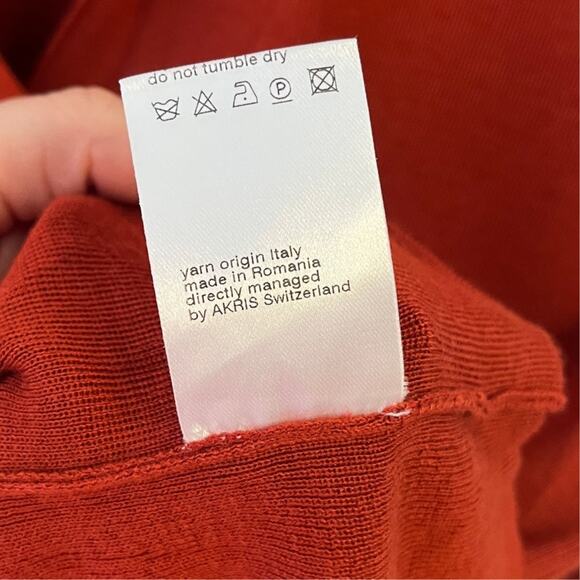 do not tumble dry
P
yarn origin Italy
made in Romania
directly managed
by AKRIS Switzerland